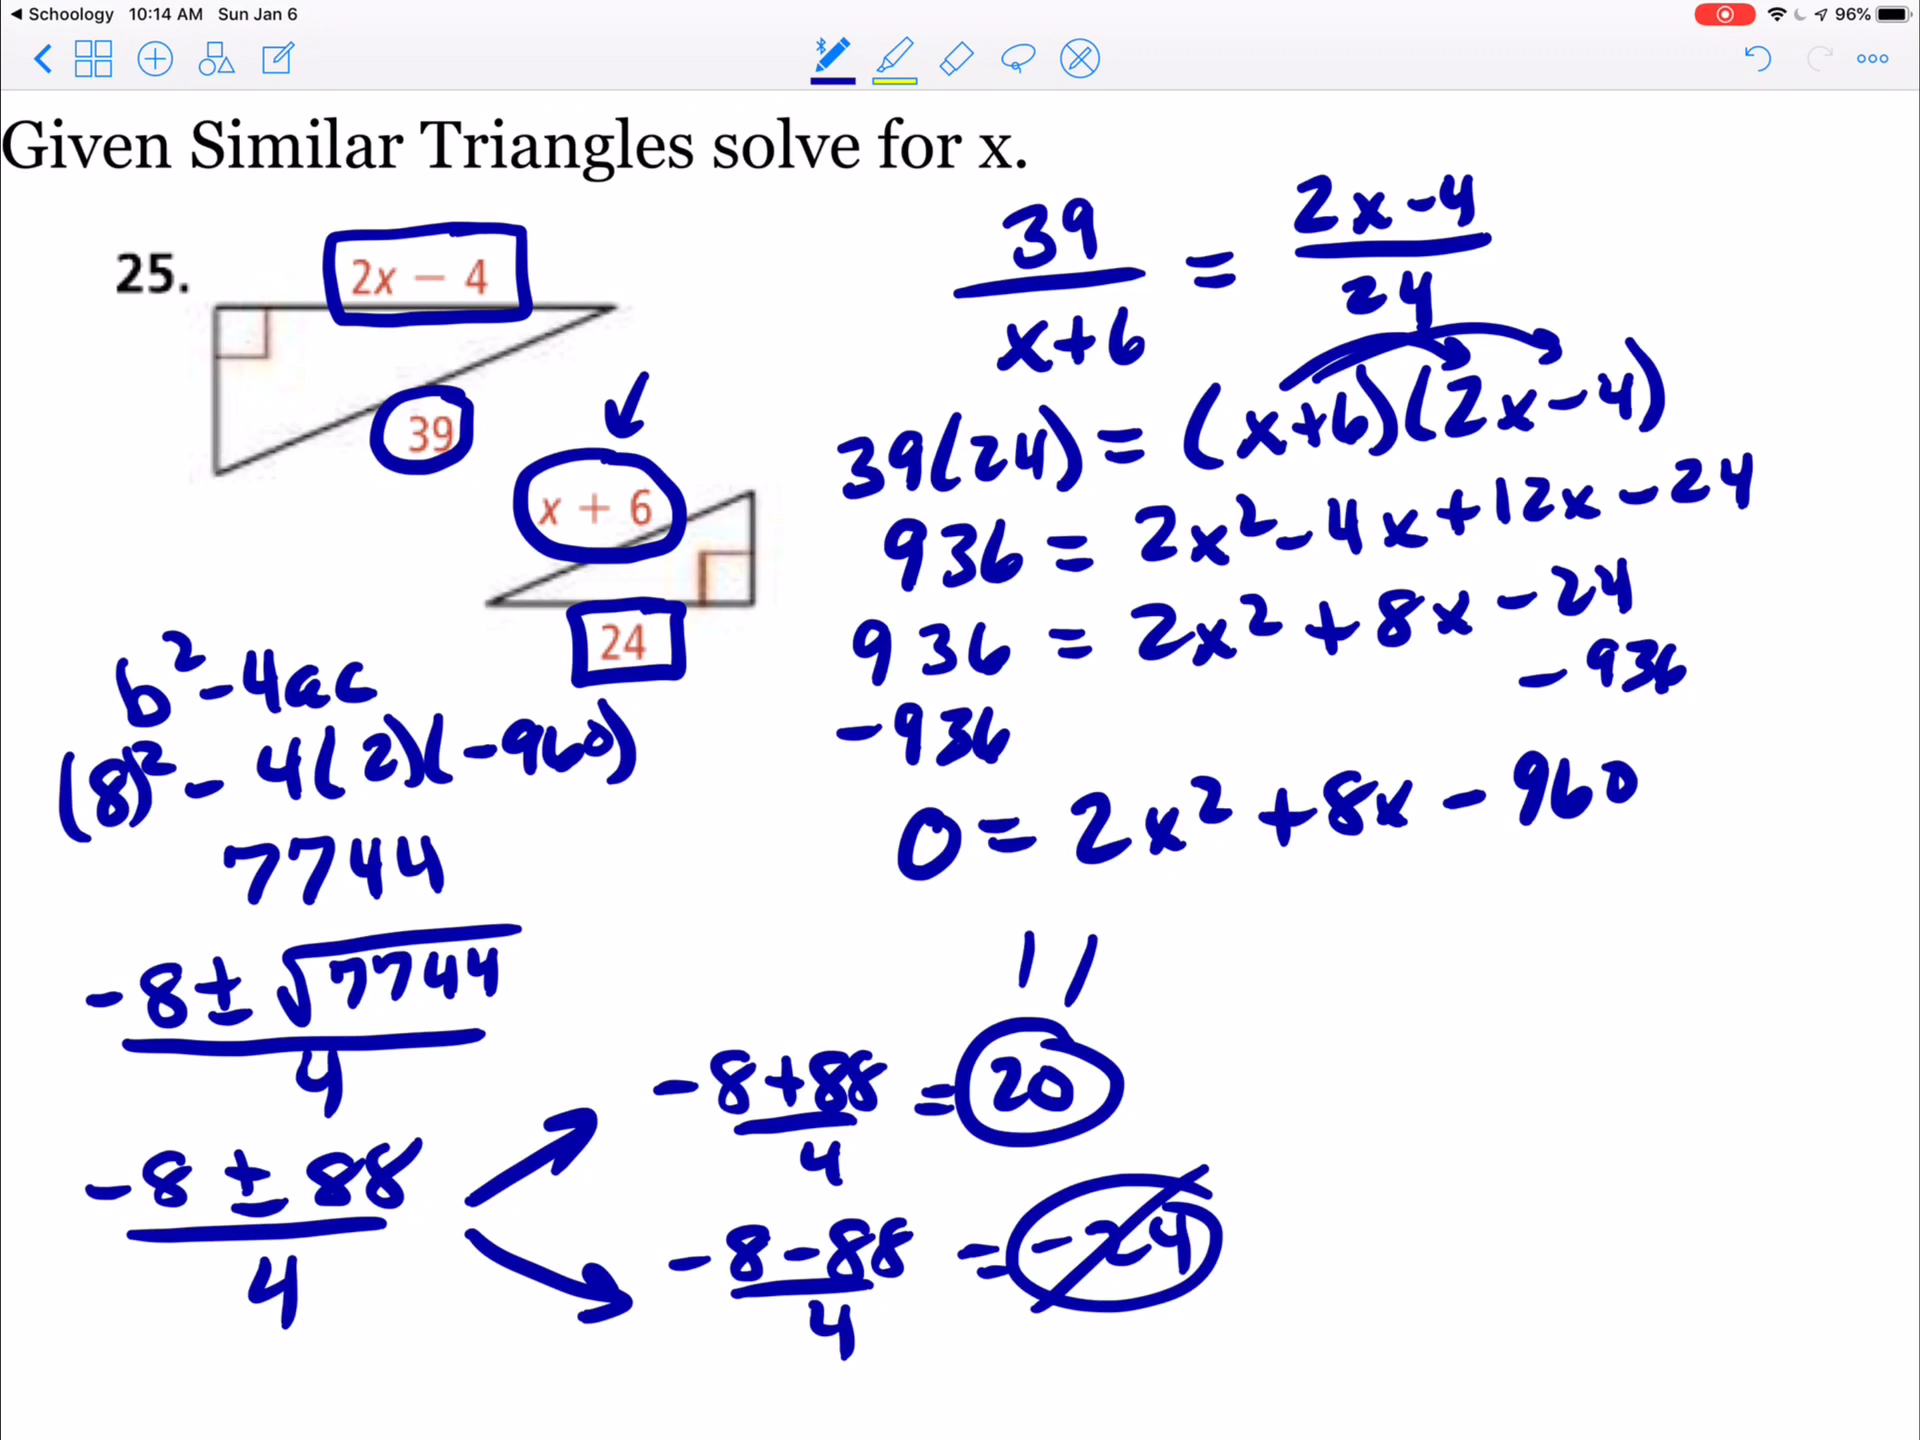 Schoology 10:14 AM Sun Jan 6 96%
Given Similar Triangles solve for x.
25.
2x − 4
39
x + 6
24
39/(x+6) = (2x-4)/24
39(24) = (x+6)(2x-4)
936 = 2x² - 4x + 12x - 24
936 = 2x² + 8x - 24
-936 -936
0 = 2x² + 8x - 960
b² - 4ac
(8)² - 4(2)(-960)
7744
(-8 ± √7744)/4
(-8 ± 88)/4
(-8+88)/4 = 20
(-8-88)/4 = -24